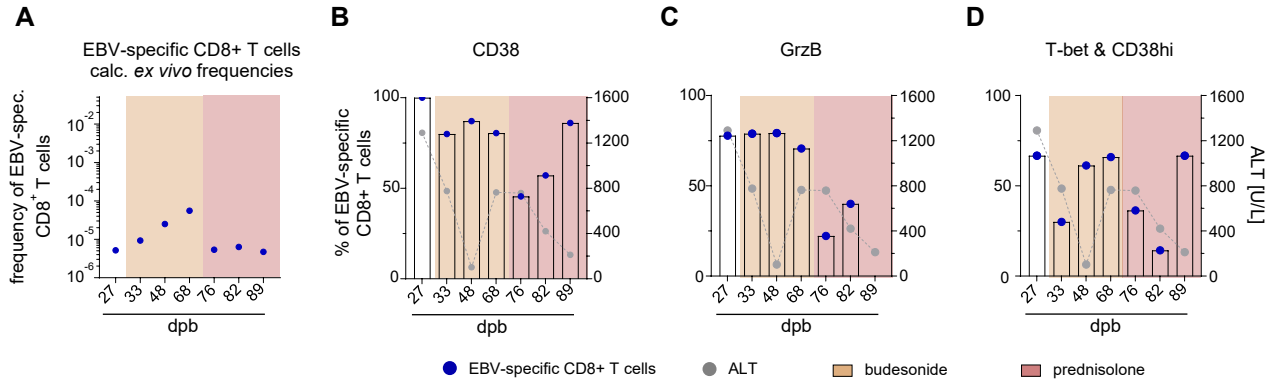 A
EBV-specific CD8+ T cells
calc. ex vivo frequencies
frequency of EBV-spec.
CD8+ T cells
10-2
10-3
10-4
10-5
10-6
27 33 48 68 76 82 89
dpb
B
CD38
% of EBV-specific
CD8+ T cells
100
50
0
1600
1200
800
400
0
27 33 48 68 76 82 89
dpb
C
GrzB
100
50
0
1600
1200
800
400
0
27 33 48 68 76 82 89
dpb
D
T-bet & CD38hi
100
50
0
1600
1200
800
400
0
ALT [U/L]
27 33 48 68 76 82 89
dpb
EBV-specific CD8+ T cells ALT budesonide prednisolone